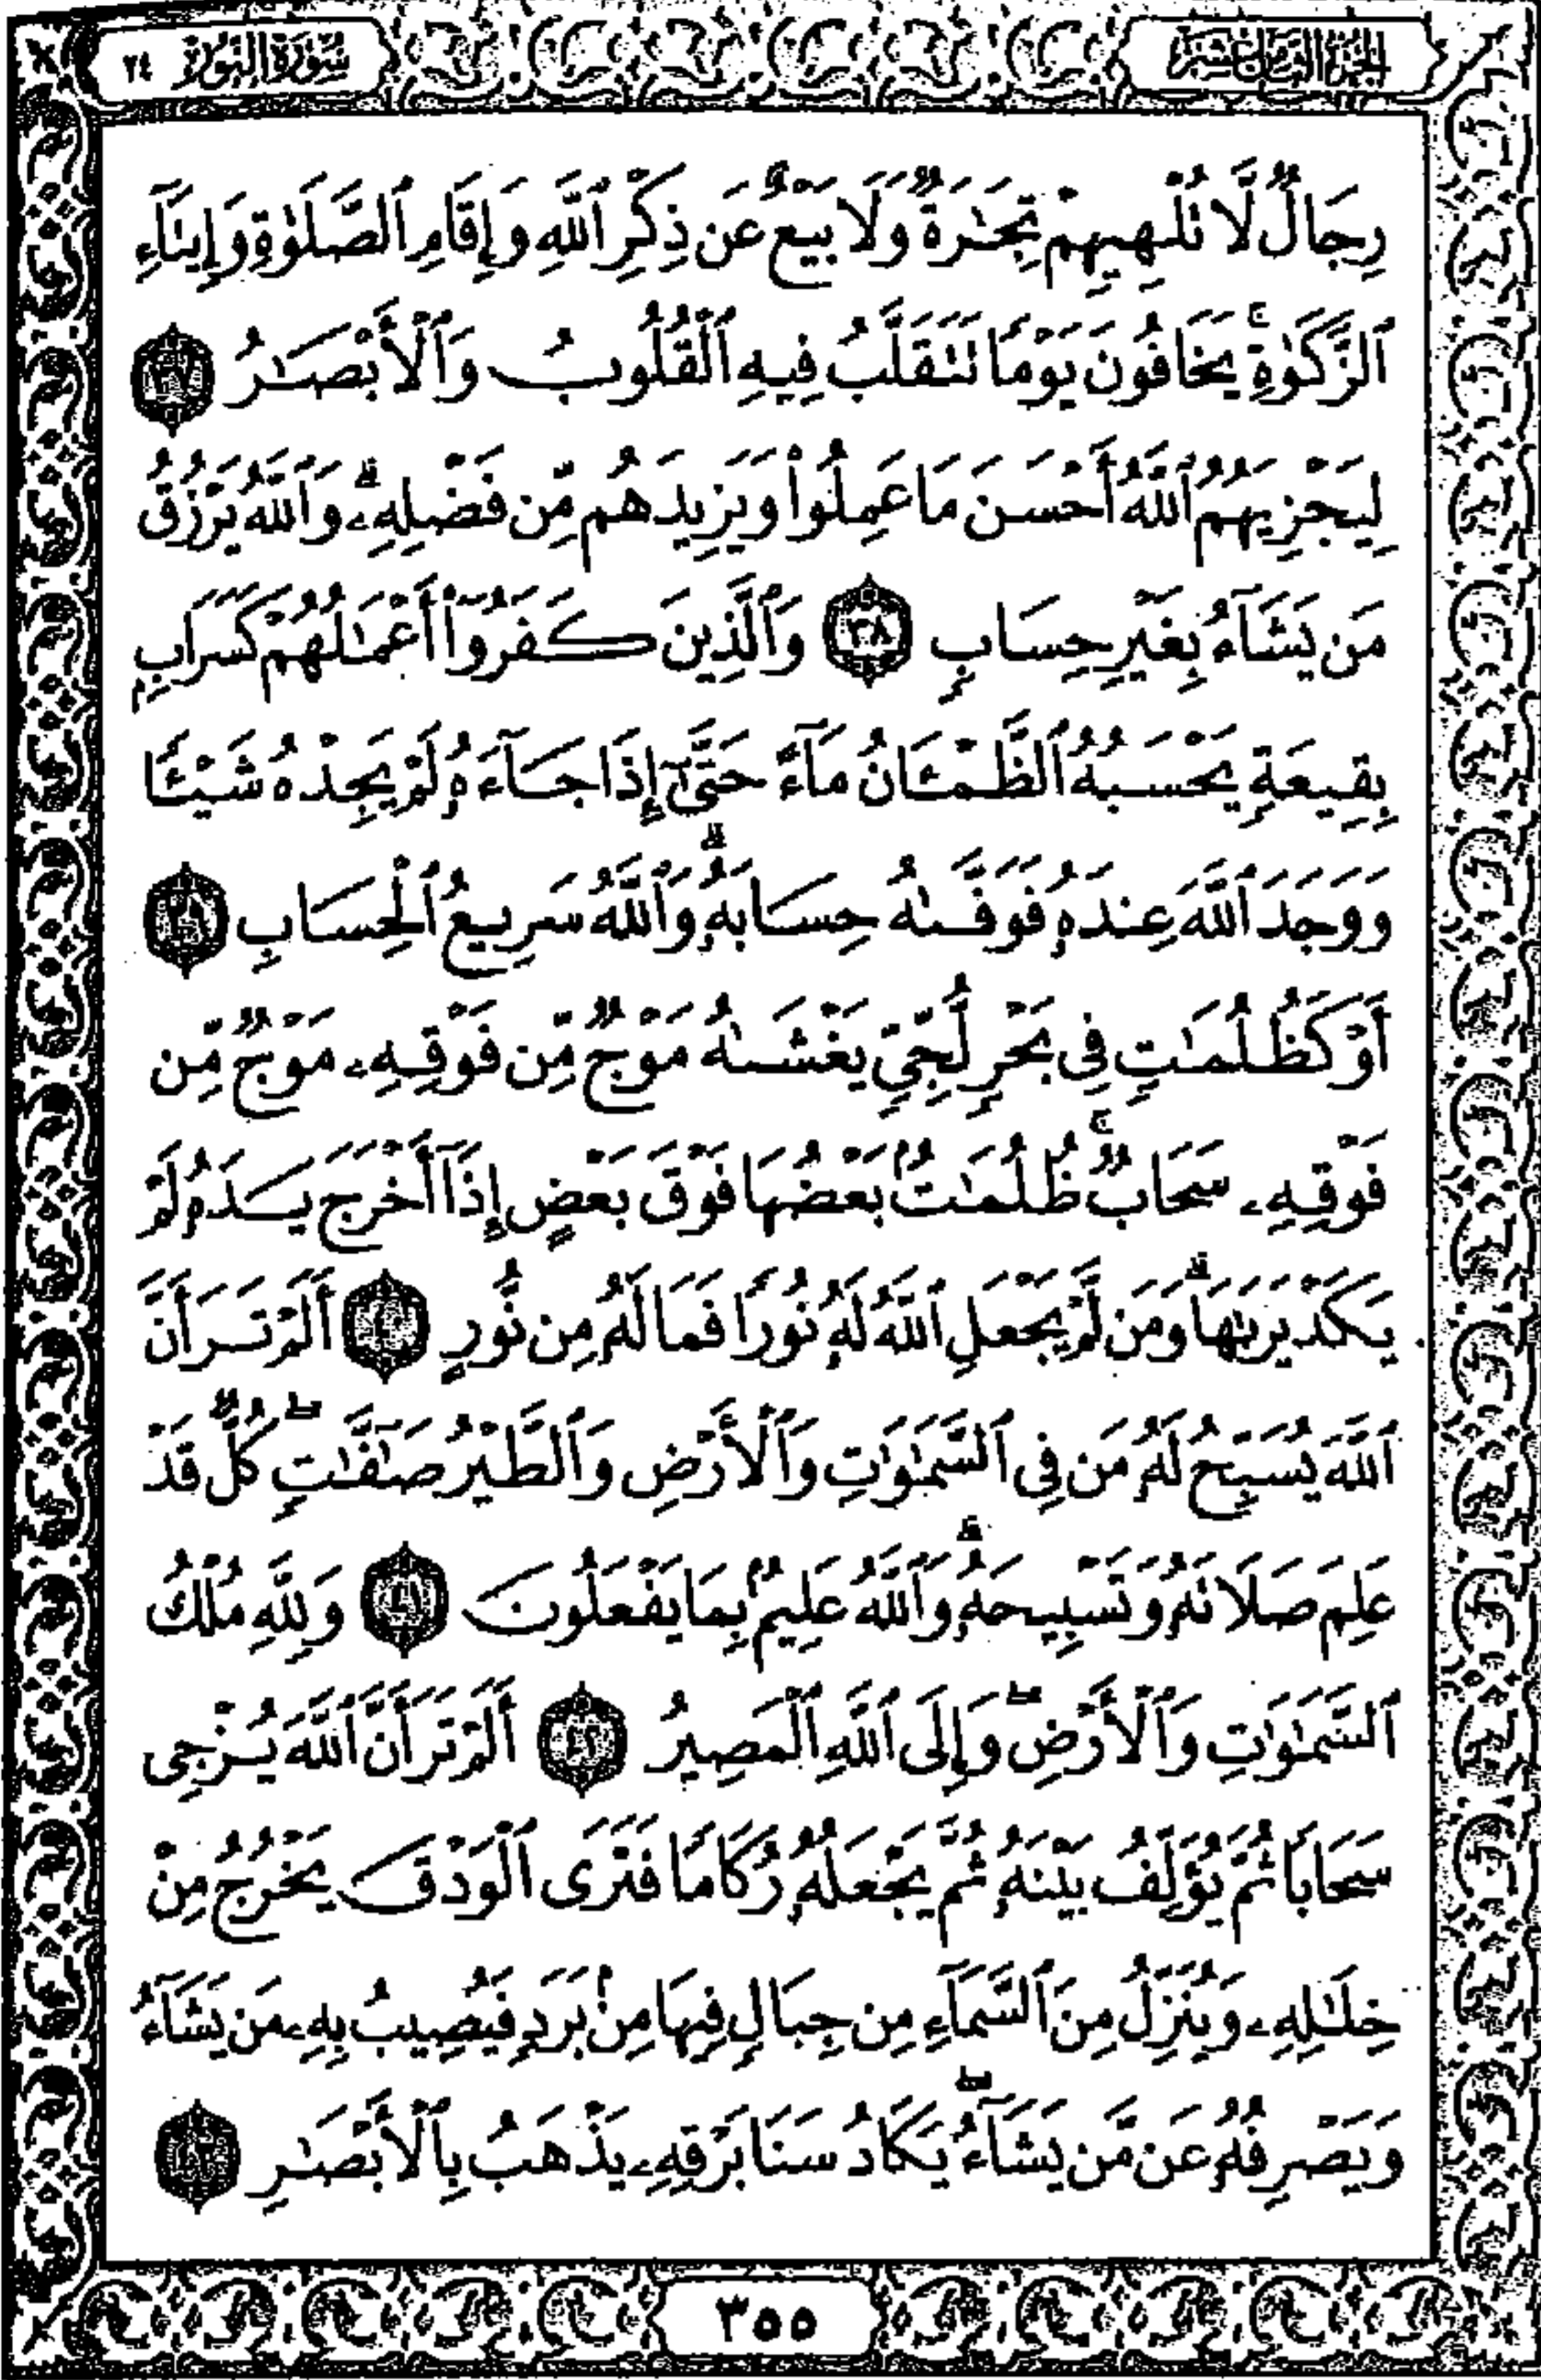 الجزء الثامن عشر
سورة النور ٢٤
رِجَالٌ لَّا تُلْهِيهِمْ تِجَٰرَةٌ وَلَا بَيْعٌ عَن ذِكْرِ ٱللَّهِ وَإِقَامِ ٱلصَّلَوٰةِ وَإِيتَآءِ
ٱلزَّكَوٰةِ ۙ يَخَافُونَ يَوْمًا تَتَقَلَّبُ فِيهِ ٱلْقُلُوبُ وَٱلْأَبْصَٰرُ ٣٧
لِيَجْزِيَهُمُ ٱللَّهُ أَحْسَنَ مَا عَمِلُوا۟ وَيَزِيدَهُم مِّن فَضْلِهِۦ ۗ وَٱللَّهُ يَرْزُقُ
مَن يَشَآءُ بِغَيْرِ حِسَابٍ ٣٨ وَٱلَّذِينَ كَفَرُوٓا۟ أَعْمَٰلُهُمْ كَسَرَابٍۭ
بِقِيعَةٍ يَحْسَبُهُ ٱلظَّمْـَٔانُ مَآءً حَتَّىٰٓ إِذَا جَآءَهُۥ لَمْ يَجِدْهُ شَيْـًٔا
وَوَجَدَ ٱللَّهَ عِندَهُۥ فَوَفَّىٰهُ حِسَابَهُۥ ۗ وَٱللَّهُ سَرِيعُ ٱلْحِسَابِ ٣٩
أَوْ كَظُلُمَٰتٍ فِى بَحْرٍ لُّجِّىٍّ يَغْشَىٰهُ مَوْجٌ مِّن فَوْقِهِۦ مَوْجٌ مِّن
فَوْقِهِۦ سَحَابٌ ۚ ظُلُمَٰتٌۢ بَعْضُهَا فَوْقَ بَعْضٍ إِذَآ أَخْرَجَ يَدَهُۥ لَمْ
يَكَدْ يَرَىٰهَا ۗ وَمَن لَّمْ يَجْعَلِ ٱللَّهُ لَهُۥ نُورًا فَمَا لَهُۥ مِن نُّورٍ ٤٠ أَلَمْ تَرَ أَنَّ
ٱللَّهَ يُسَبِّحُ لَهُۥ مَن فِى ٱلسَّمَٰوَٰتِ وَٱلْأَرْضِ وَٱلطَّيْرُ صَٰٓفَّٰتٍ ۖ كُلٌّ قَدْ
عَلِمَ صَلَاتَهُۥ وَتَسْبِيحَهُۥ ۗ وَٱللَّهُ عَلِيمٌۢ بِمَا يَفْعَلُونَ ٤١ وَلِلَّهِ مُلْكُ
ٱلسَّمَٰوَٰتِ وَٱلْأَرْضِ ۖ وَإِلَى ٱللَّهِ ٱلْمَصِيرُ ٤٢ أَلَمْ تَرَ أَنَّ ٱللَّهَ يُزْجِى
سَحَابًا ثُمَّ يُؤَلِّفُ بَيْنَهُۥ ثُمَّ يَجْعَلُهُۥ رُكَامًا فَتَرَى ٱلْوَدْقَ يَخْرُجُ مِنْ
خِلَٰلِهِۦ وَيُنَزِّلُ مِنَ ٱلسَّمَآءِ مِن جِبَالٍ فِيهَا مِنۢ بَرَدٍ فَيُصِيبُ بِهِۦ مَن يَشَآءُ
وَيَصْرِفُهُۥ عَن مَّن يَشَآءُ ۖ يَكَادُ سَنَا بَرْقِهِۦ يَذْهَبُ بِٱلْأَبْصَٰرِ ٤٣
٣٥٥